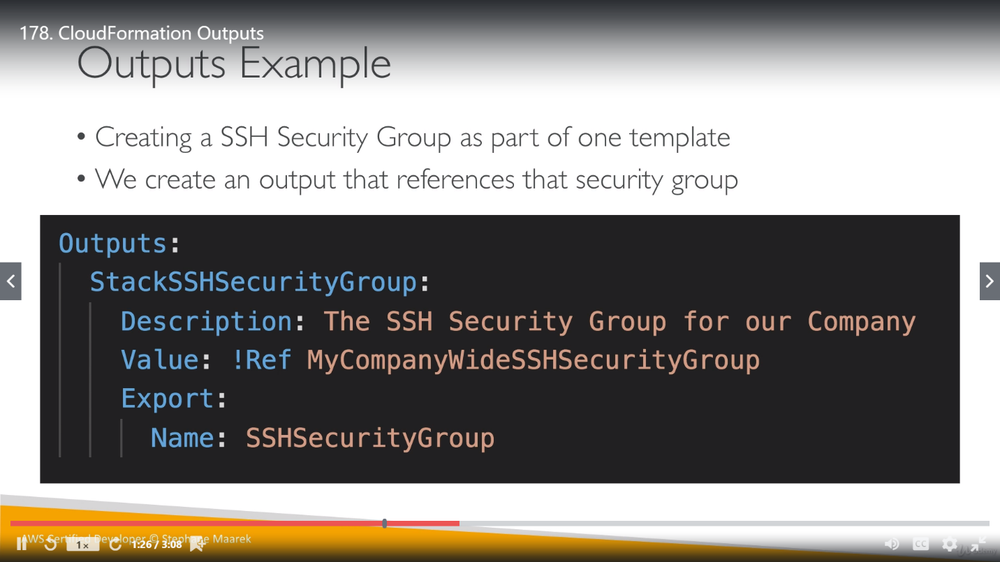 178. CloudFormation Outputs
Outputs Example
• Creating a SSH Security Group as part of one template
• We create an output that references that security group
Outputs:
  StackSSHSecurityGroup:
    Description: The SSH Security Group for our Company
    Value: !Ref MyCompanyWideSSHSecurityGroup
    Export:
      Name: SSHSecurityGroup
AWS Certified Developer © Stephane Maarek
1x
1:26 / 3:08
CC
Udemy